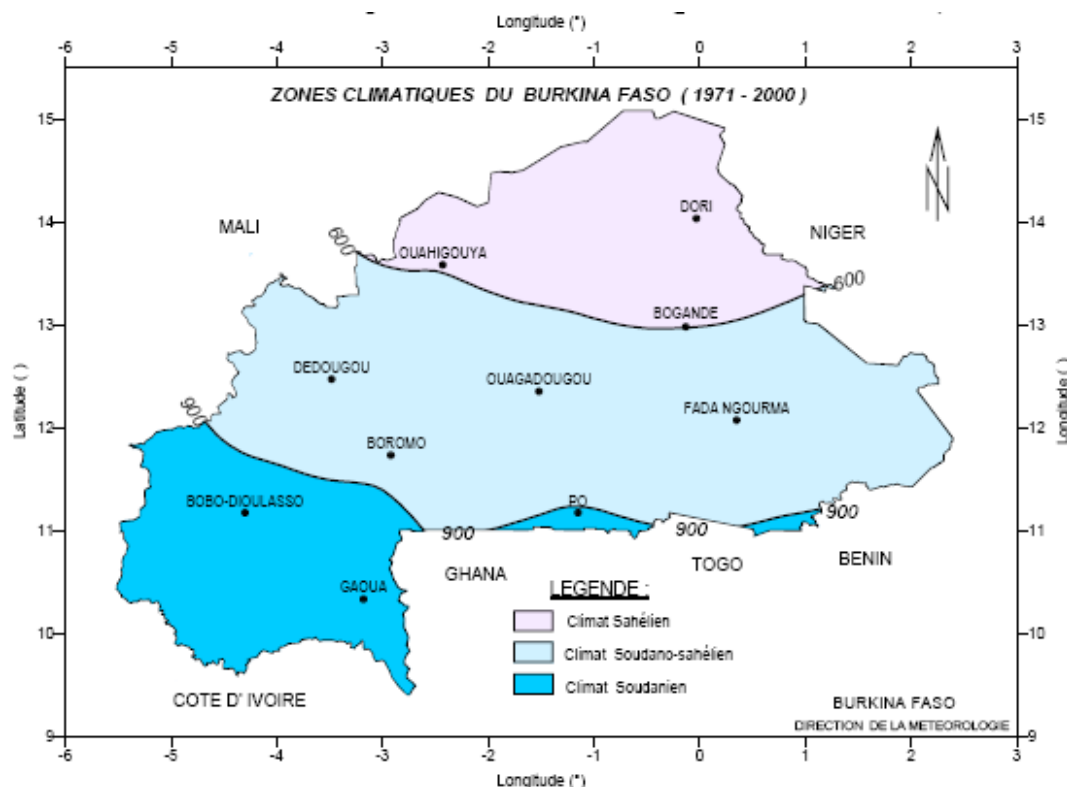 Longitude (°)
-6 -5 -4 -3 -2 -1 0 1 2 3
ZONES CLIMATIQUES DU BURKINA FASO ( 1971 - 2000 )
15 15
DORI
14 MALI NIGER 14
600 OUAHIGOUYA
600
13 BOGANDE 13
DEDOUGOU OUAGADOUGOU
FADA NGOURMA
Latitude ( ) Longitude ( )
12 900 12
BOROMO
BOBO-DIOULASSO PO
11 900 900 900 11
GHANA TOGO BENIN
GAOUA LEGENDE :
Climat Sahélien
10 10
Climat Soudano-sahélien
Climat Soudanien
COTE D' IVOIRE BURKINA FASO
DIRECTION DE LA METEOROLOGIE
9 9
-6 -5 -4 -3 -2 -1 0 1 2 3
Longitude (°)
N